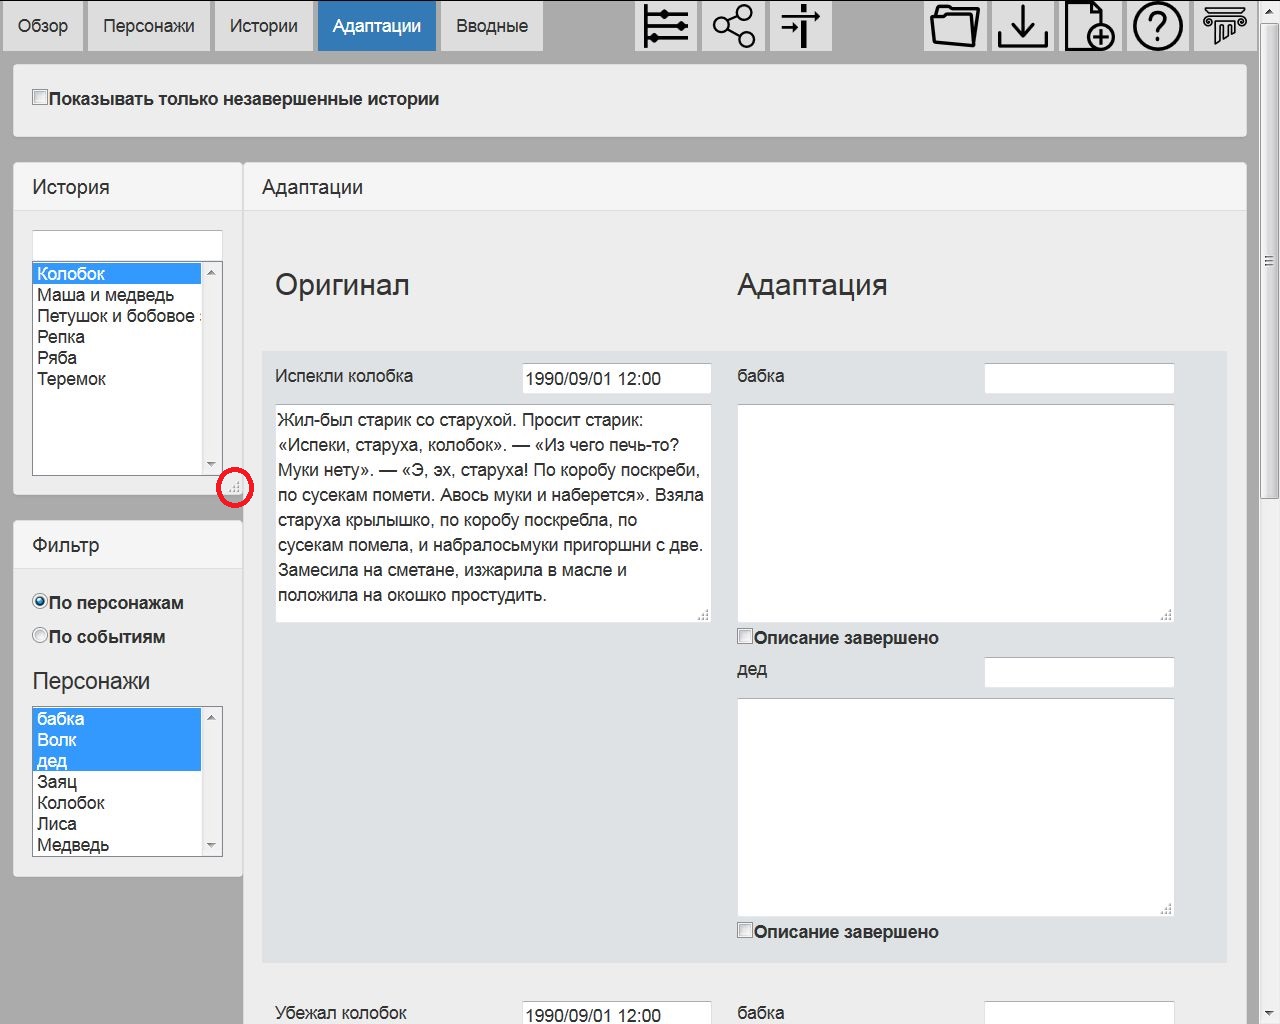 Обзор Персонажи Истории Адаптации Вводные
Показывать только незавершенные истории
История
Колобок
Маша и медведь
Петушок и бобовое
Репка
Ряба
Теремок
Фильтр
По персонажам
По событиям
Персонажи
бабка
Волк
дед
Заяц
Колобок
Лиса
Медведь
Адаптации
Оригинал Адаптация
Испекли колобка 1990/09/01 12:00
Жил-был старик со старухой. Просит старик:
«Испеки, старуха, колобок». — «Из чего печь-то?
Муки нету». — «Э, эх, старуха! По коробу поскреби,
по сусекам помети. Авось муки и наберется». Взяла
старуха крылышко, по коробу поскребла, по
сусекам помела, и набралосьмуки пригоршни с две.
Замесила на сметане, изжарила в масле и
положила на окошко простудить.
бабка
Описание завершено
дед
Описание завершено
Убежал колобок 1990/09/01 12:00
бабка